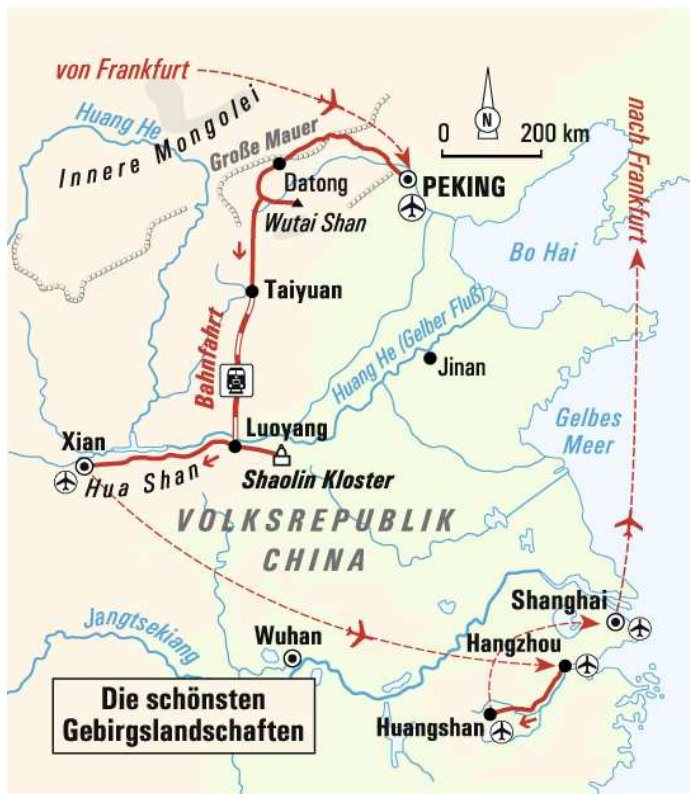 von Frankfurt
nach Frankfurt
Huang He
Innere Mongolei
Große Mauer
N
0 200 km
Datong
PEKING
Wutai Shan
Bo Hai
Taiyuan
Bahnfahrt
Huang He (Gelber Fluß)
Jinan
Gelbes
Meer
Luoyang
Xian
Hua Shan
Shaolin Kloster
VOLKSREPUBLIK
CHINA
Jangtsekiang
Wuhan
Shanghai
Hangzhou
Huangshan
Die schönsten
Gebirgslandschaften